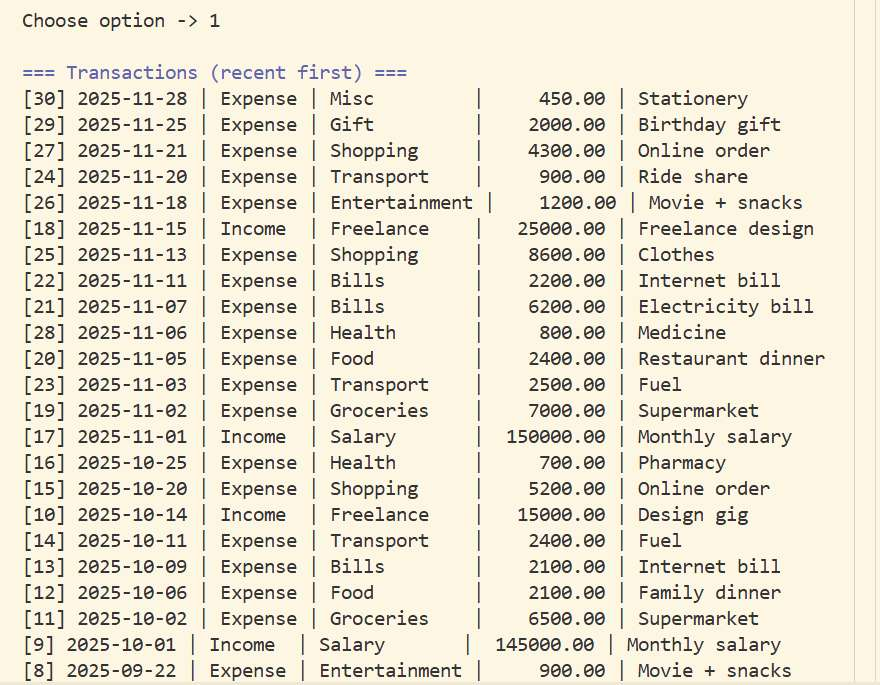 Choose option -> 1
=== Transactions (recent first) ===
[30] 2025-11-28 | Expense | Misc         |     450.00 | Stationery
[29] 2025-11-25 | Expense | Gift         |    2000.00 | Birthday gift
[27] 2025-11-21 | Expense | Shopping     |    4300.00 | Online order
[24] 2025-11-20 | Expense | Transport    |     900.00 | Ride share
[26] 2025-11-18 | Expense | Entertainment |    1200.00 | Movie + snacks
[18] 2025-11-15 | Income  | Freelance    |   25000.00 | Freelance design
[25] 2025-11-13 | Expense | Shopping     |    8600.00 | Clothes
[22] 2025-11-11 | Expense | Bills        |    2200.00 | Internet bill
[21] 2025-11-07 | Expense | Bills        |    6200.00 | Electricity bill
[28] 2025-11-06 | Expense | Health       |     800.00 | Medicine
[20] 2025-11-05 | Expense | Food         |    2400.00 | Restaurant dinner
[23] 2025-11-03 | Expense | Transport    |    2500.00 | Fuel
[19] 2025-11-02 | Expense | Groceries    |    7000.00 | Supermarket
[17] 2025-11-01 | Income  | Salary       |  150000.00 | Monthly salary
[16] 2025-10-25 | Expense | Health       |     700.00 | Pharmacy
[15] 2025-10-20 | Expense | Shopping     |    5200.00 | Online order
[10] 2025-10-14 | Income  | Freelance    |   15000.00 | Design gig
[14] 2025-10-11 | Expense | Transport    |    2400.00 | Fuel
[13] 2025-10-09 | Expense | Bills        |    2100.00 | Internet bill
[12] 2025-10-06 | Expense | Food         |    2100.00 | Family dinner
[11] 2025-10-02 | Expense | Groceries    |    6500.00 | Supermarket
[9] 2025-10-01 | Income  | Salary       |  145000.00 | Monthly salary
[8] 2025-09-22 | Expense | Entertainment |     900.00 | Movie + snacks